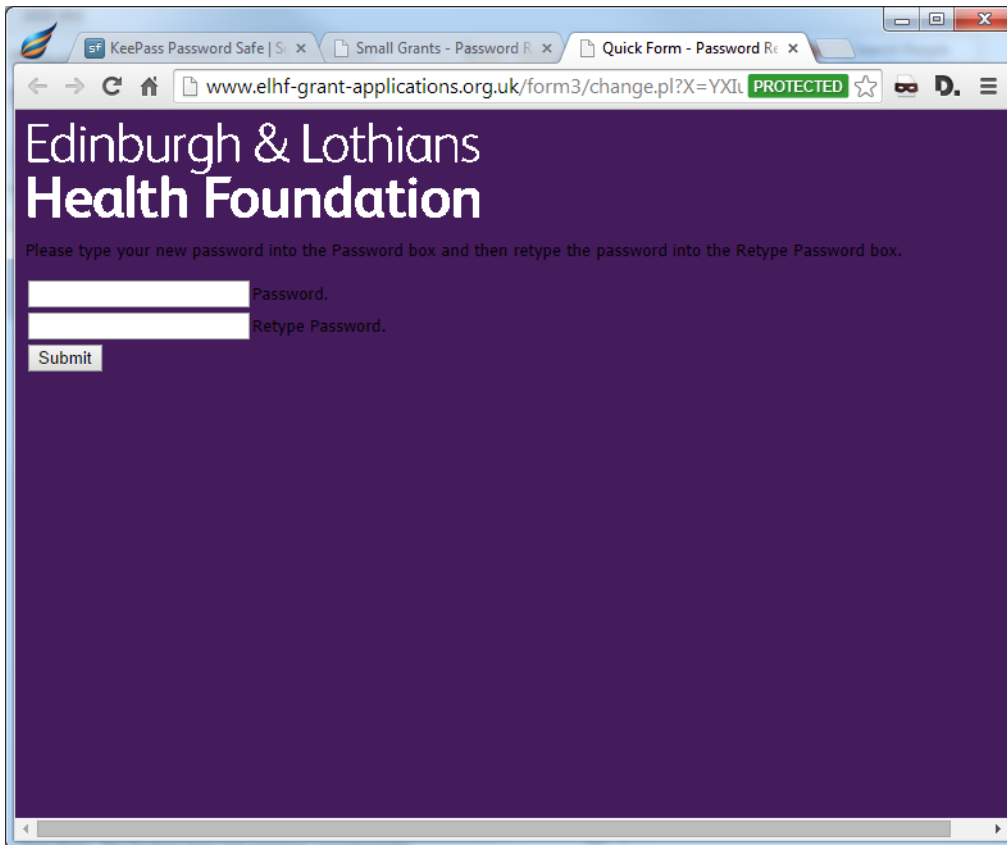 sf KeePass Password Safe | S
Small Grants - Password R
Quick Form - Password Re
www.elhf-grant-applications.org.uk/form3/change.pl?X=YXIu PROTECTED D.
Edinburgh & Lothians
Health Foundation
Please type your new password into the Password box and then retype the password into the Retype Password box.
Password.
Retype Password.
Submit